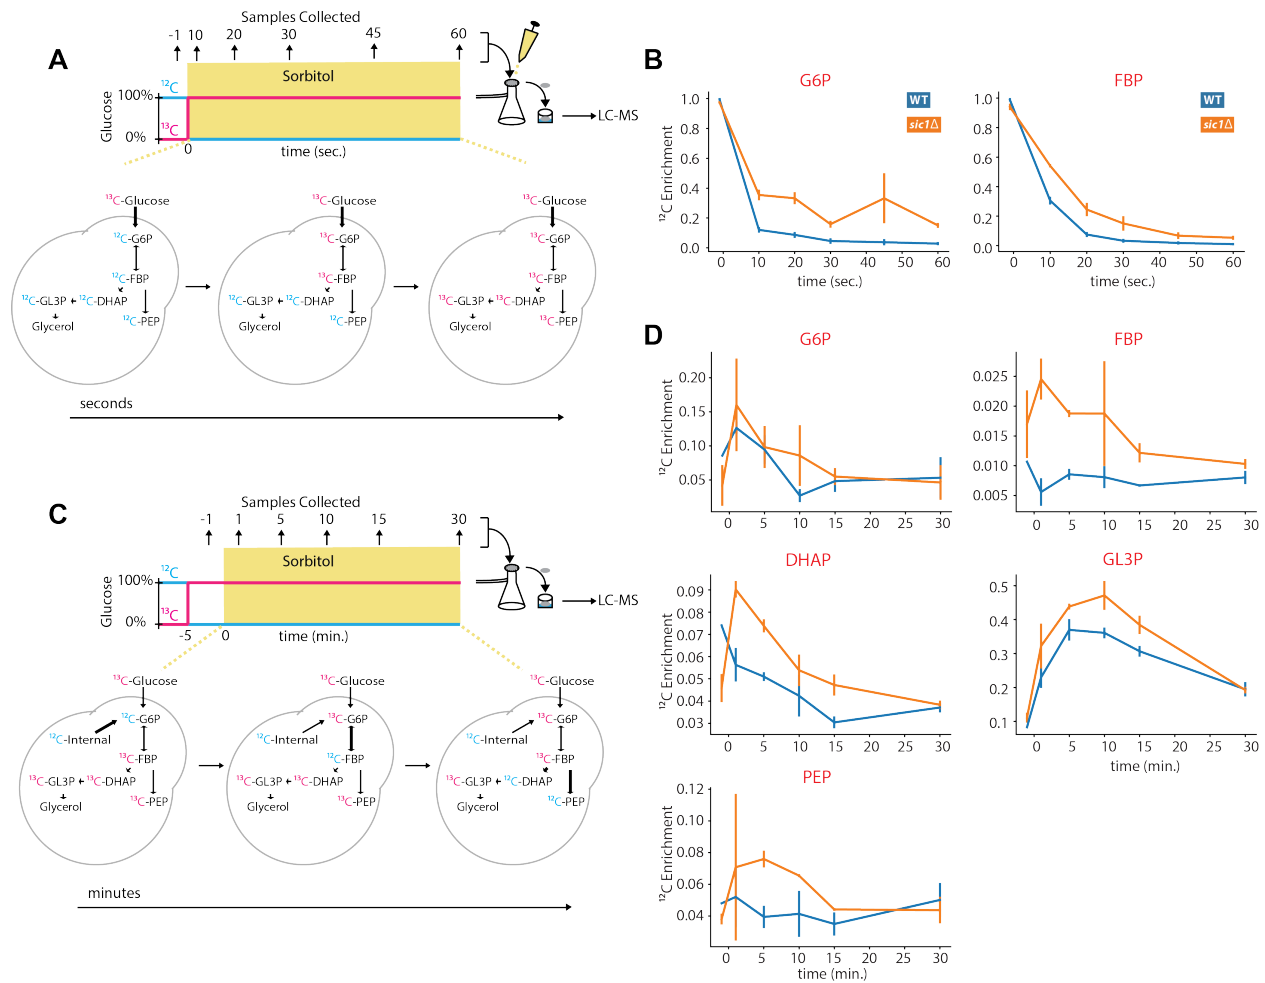 A
Samples Collected
-1 10 20 30 45 60
Sorbitol
¹²C
100%
Glucose
¹³C
0%
0
time (sec.)
LC-MS
¹³C-Glucose
¹²C-G6P
¹²C-FBP
¹²C-GL3P
¹²C-DHAP
Glycerol
¹²C-PEP
¹³C-Glucose
¹³C-G6P
¹³C-FBP
¹²C-GL3P
¹²C-DHAP
Glycerol
¹²C-PEP
¹³C-Glucose
¹³C-G6P
¹³C-FBP
¹³C-GL3P
¹³C-DHAP
Glycerol
¹³C-PEP
seconds
B
G6P
WT
sic1Δ
¹²C Enrichment
1.0
0.8
0.6
0.4
0.2
0.0
0 10 20 30 40 50 60
time (sec.)
FBP
WT
sic1Δ
1.0
0.8
0.6
0.4
0.2
0.0
0 10 20 30 40 50 60
time (sec.)
C
Samples Collected
-1 1 5 10 15 30
Sorbitol
¹²C
100%
Glucose
¹³C
0%
-5 0
time (min.)
LC-MS
¹³C-Glucose
¹²C-G6P
¹²C-Internal
¹³C-FBP
¹³C-GL3P
¹³C-DHAP
Glycerol
¹³C-PEP
¹³C-Glucose
¹³C-G6P
¹²C-Internal
¹²C-FBP
¹³C-GL3P
¹³C-DHAP
Glycerol
¹³C-PEP
¹³C-Glucose
¹³C-G6P
¹²C-Internal
¹³C-FBP
¹³C-GL3P
¹²C-DHAP
Glycerol
¹²C-PEP
minutes
D
G6P
¹²C Enrichment
0.20
0.15
0.10
0.05
0 5 10 15 20 25 30
FBP
0.025
0.020
0.015
0.010
0.005
0 5 10 15 20 25 30
DHAP
¹²C Enrichment
0.09
0.08
0.07
0.06
0.05
0.04
0.03
0 5 10 15 20 25 30
GL3P
0.5
0.4
0.3
0.2
0.1
0 5 10 15 20 25 30
time (min.)
PEP
¹²C Enrichment
0.12
0.10
0.08
0.06
0.04
0 5 10 15 20 25 30
time (min.)